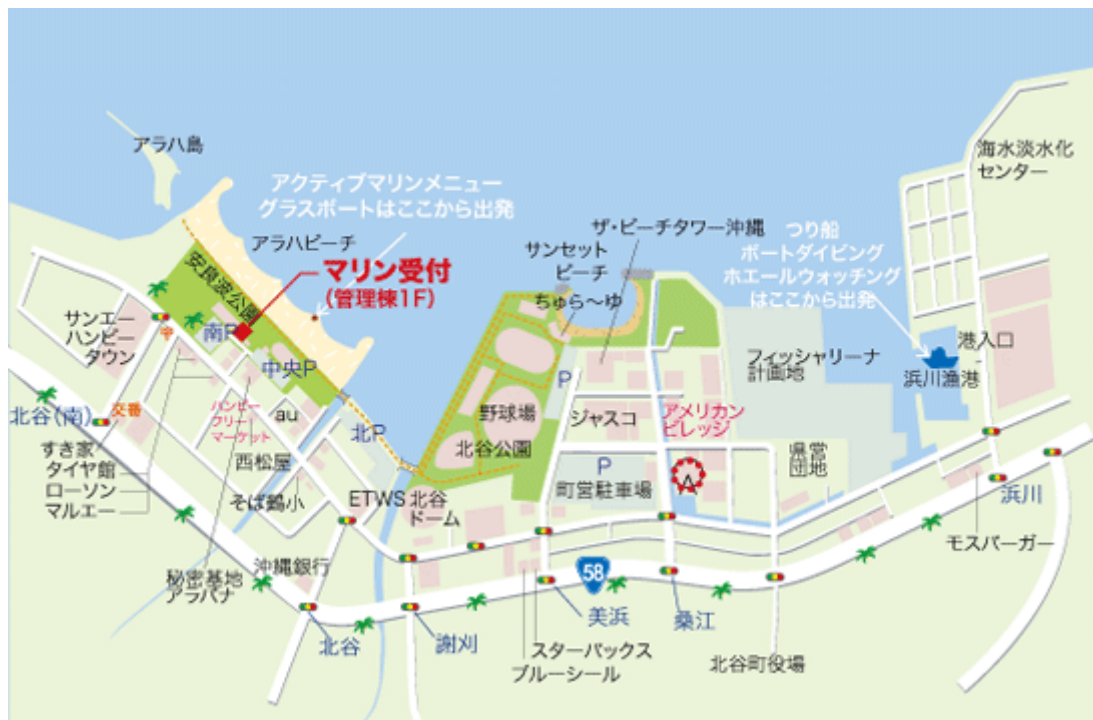 アラハ島
海水淡水化
センター
アクティブマリンメニュー
グラスボートはここから出発
アラハビーチ
マリン受付
(管理棟1F)
安良波公園
ザ・ビーチタワー沖縄
サンセット
ビーチ
ちゅら〜ゆ
つり船
ボートダイビング
ホエールウォッチング
はここから出発
サンエー
ハンビー
タウン
南P
中央P
港入口
浜川漁港
フィッシャリーナ
計画地
P
北谷(南)
交番
ハンビー
フリー
マーケット
au
北P
野球場
北谷公園
ジャスコ
アメリカン
ビレッジ
すき家
タイヤ館
ローソン
マルエー
西松屋
そば鶴小
ETWS
北谷
ドーム
P
町営駐車場
県営
団地
浜川
モスバーガー
秘密基地
アラバナ
沖縄銀行
58
北谷
謝刈
美浜
桑江
スターバックス
ブルーシール
北谷町役場